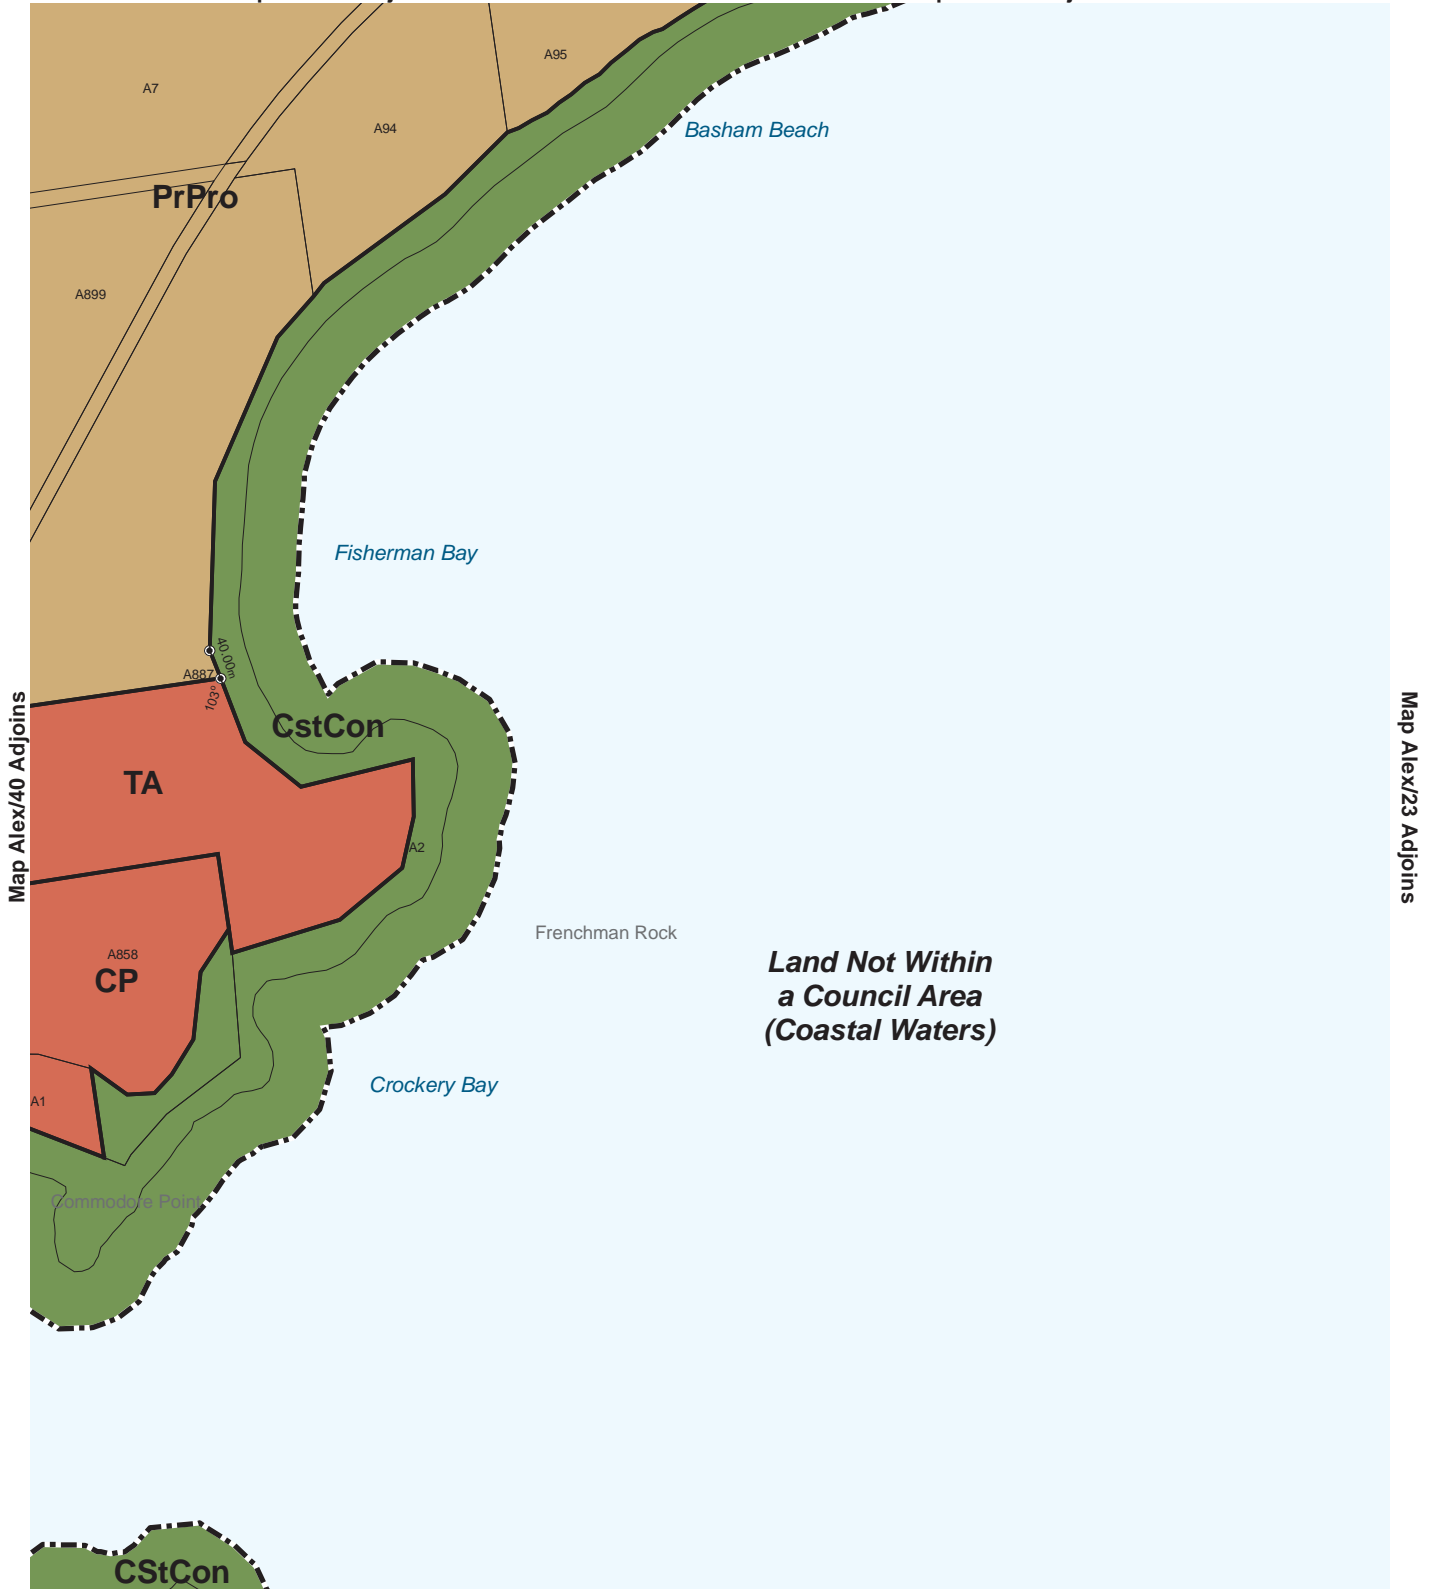 A95
A7
A94
Basham Beach
PrPro
A899
Fisherman Bay
40.00m
A887
103°
CstCon
TA
Map Alex/40 Adjoins
Map Alex/23 Adjoins
A2
Frenchman Rock
A858
CP
Land Not Within
a Council Area
(Coastal Waters)
Crockery Bay
A1
Commodore Point
CStCon